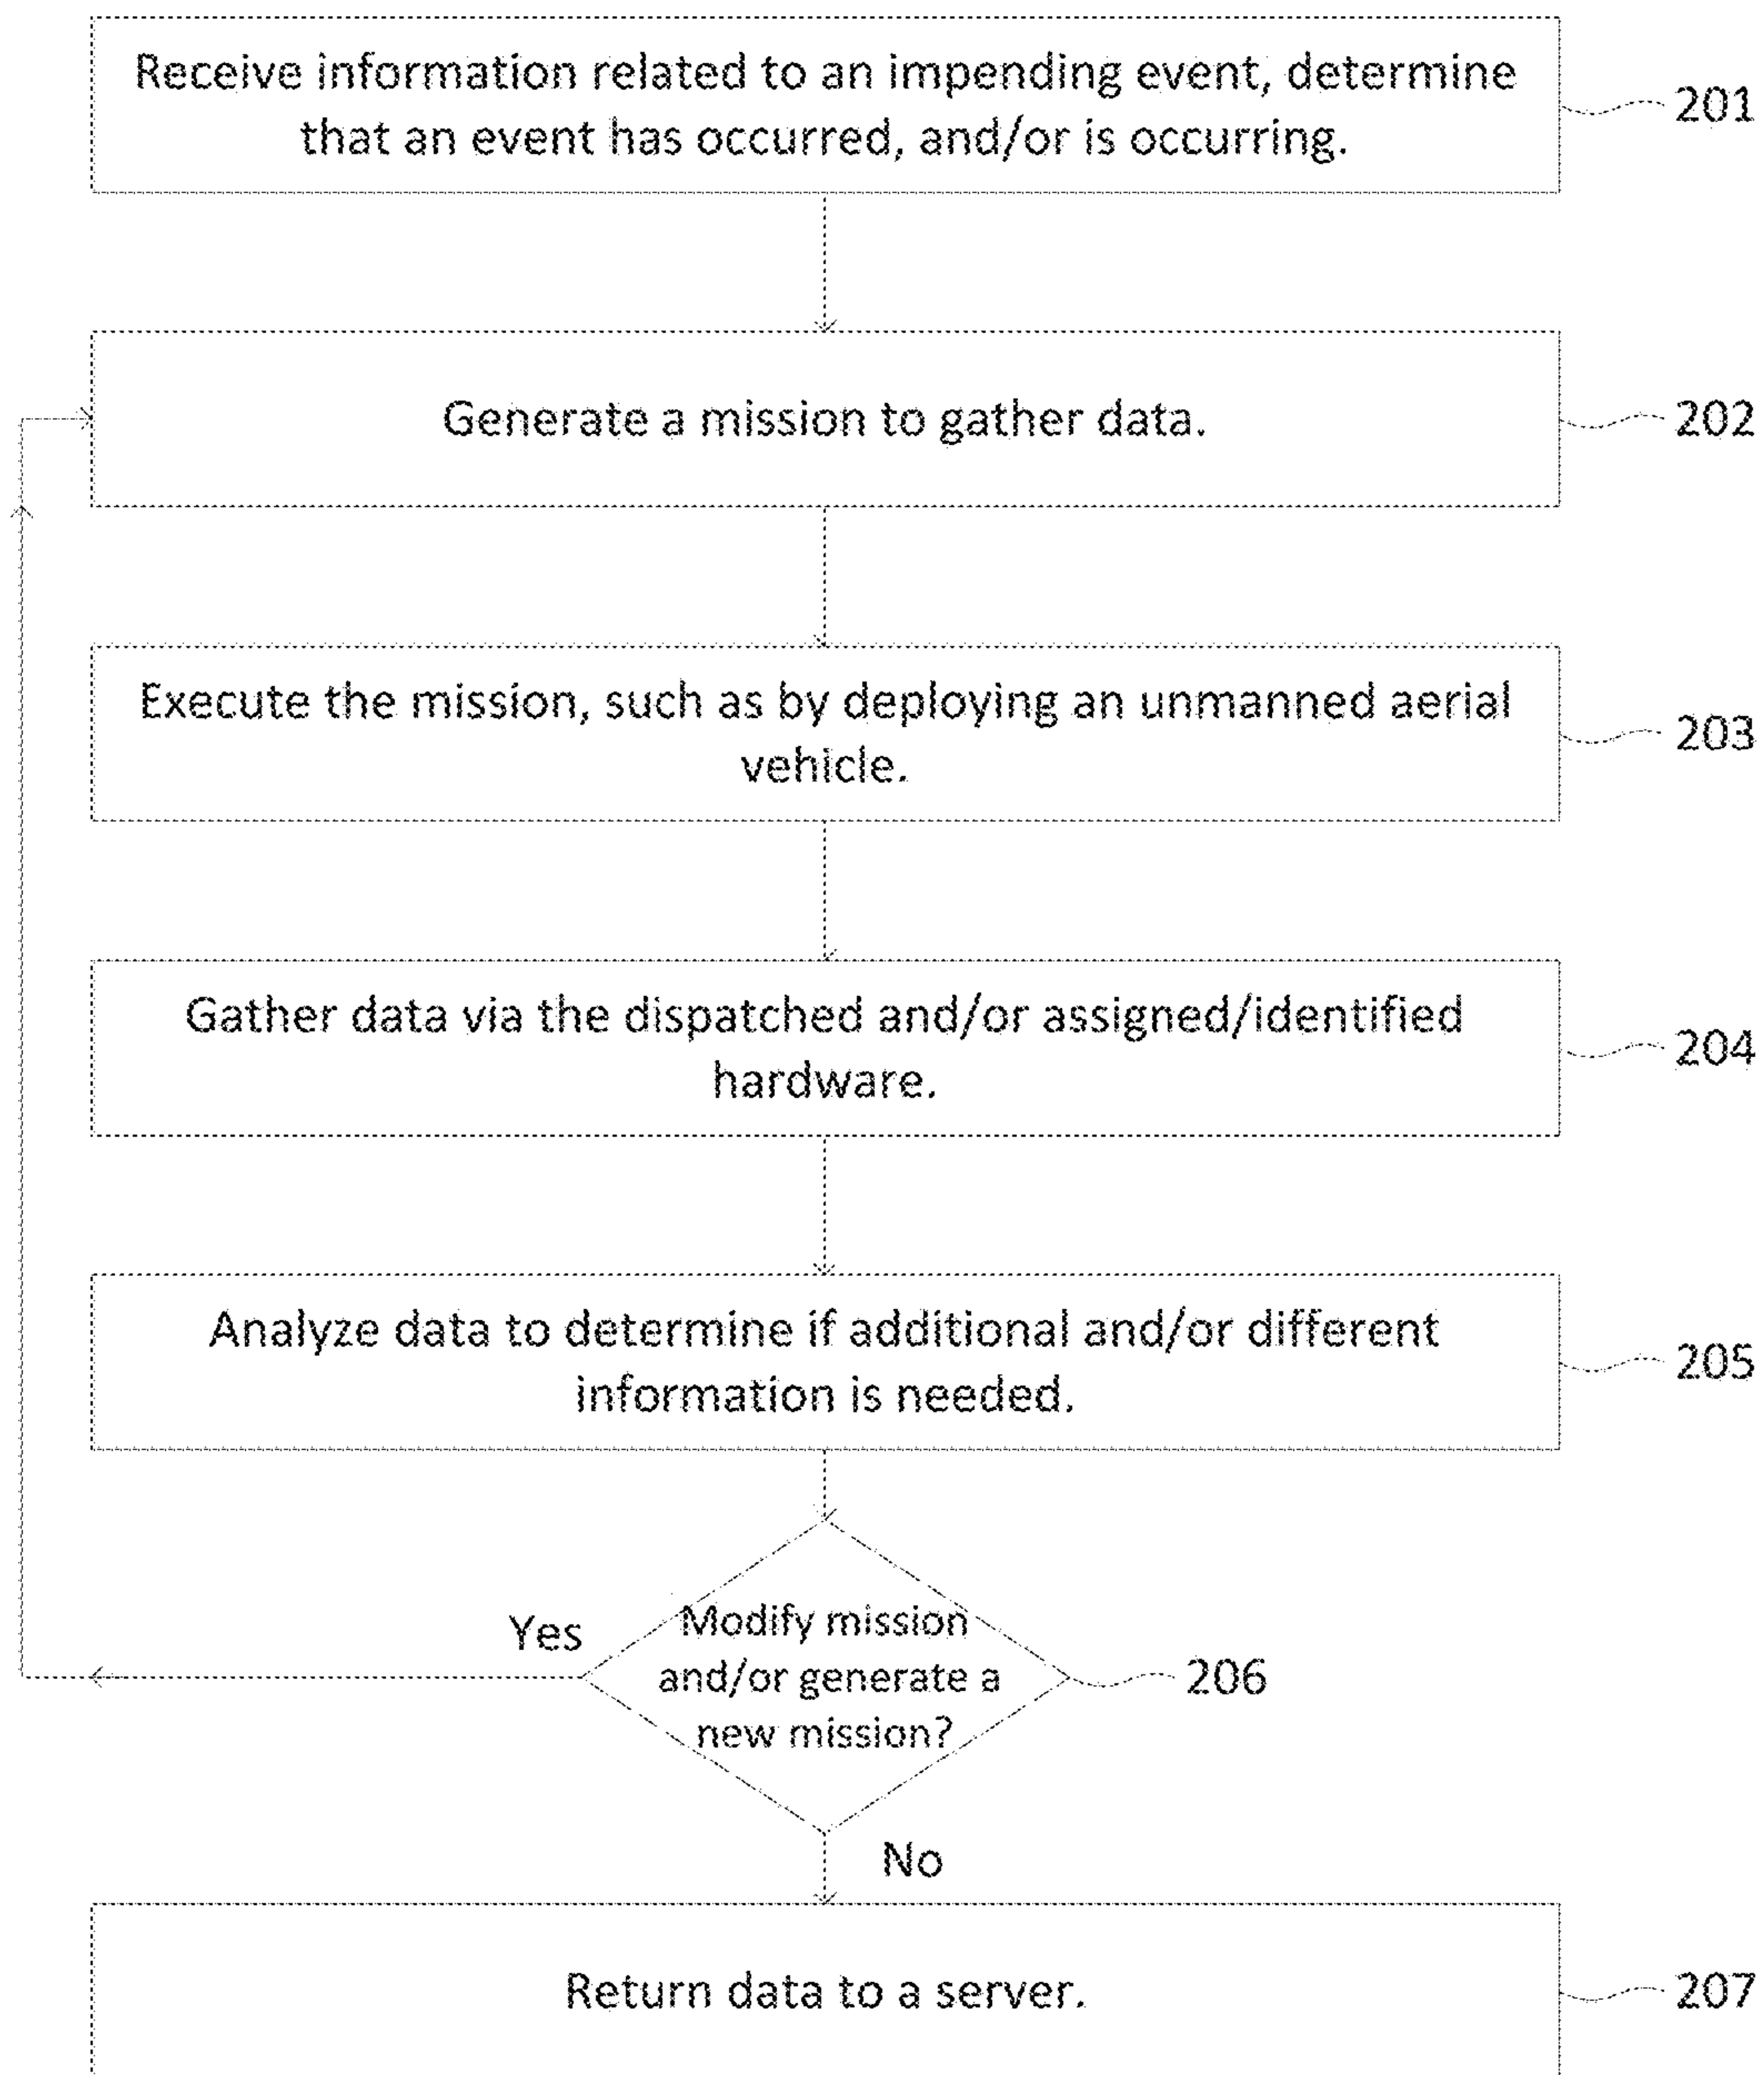 Receive information related to an impending event, determine
that an event has occurred, and/or is occurring.
201
Generate a mission to gather data.
202
Execute the mission, such as by deploying an unmanned aerial
vehicle.
203
Gather data via the dispatched and/or assigned/identified
hardware.
204
Analyze data to determine if additional and/or different
information is needed.
205
Yes
Modify mission
and/or generate a
new mission?
206
No
Return data to a server.
207